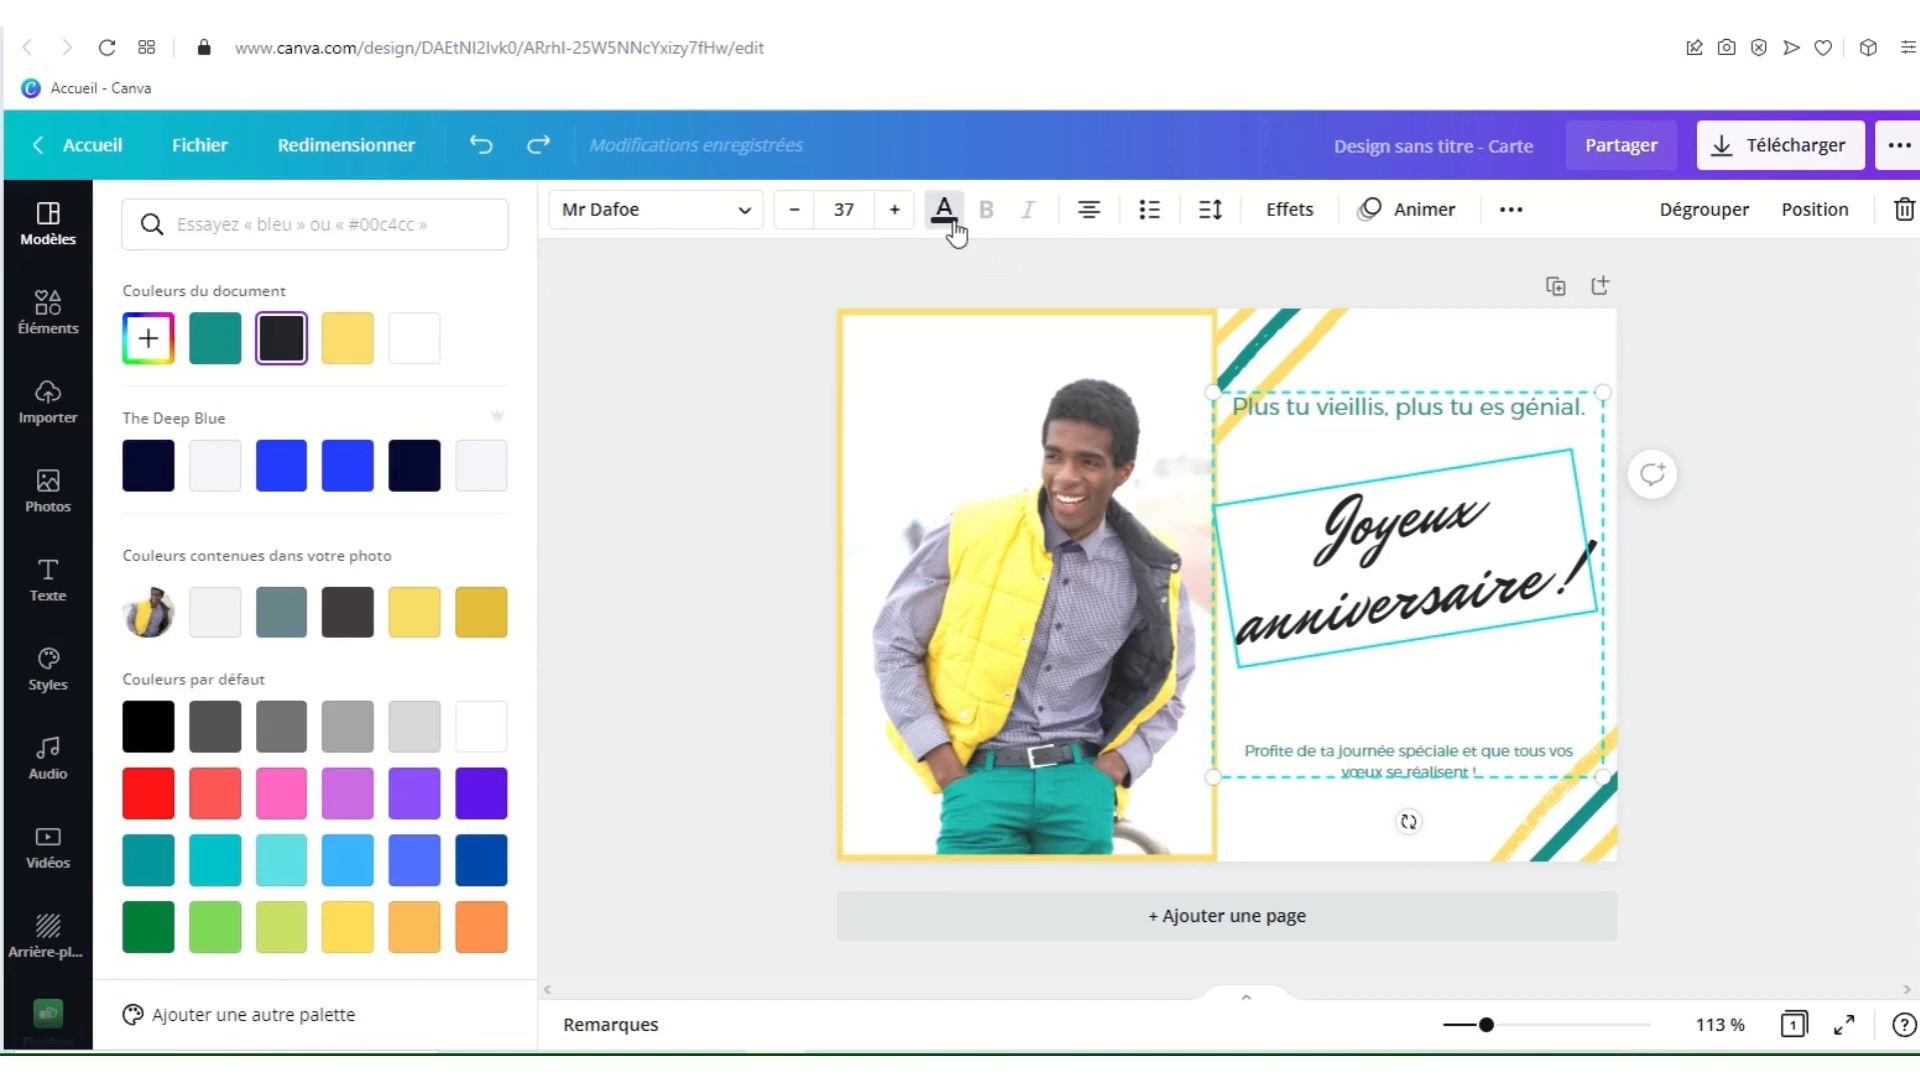 www.canva.com/design/DAEtNI2Ivk0/ARrhI-25W5NNcYxizy7fHw/edit
Accueil - Canva
Accueil
Fichier
Redimensionner
Modifications enregistrées
Design sans titre - Carte
Partager
Télécharger
Modèles
Éléments
Importer
Photos
Texte
Styles
Audio
Vidéos
Arrière-pl...
Essayez « bleu » ou « #00c4cc »
Couleurs du document
The Deep Blue
Couleurs contenues dans votre photo
Couleurs par défaut
Ajouter une autre palette
Mr Dafoe
37
A
B
I
Effets
Animer
Dégrouper
Position
Plus tu vieillis, plus tu es génial.
Joyeux
anniversaire !
Profite de ta journée spéciale et que tous vos
vœux se réalisent !
+ Ajouter une page
Remarques
113 %
1